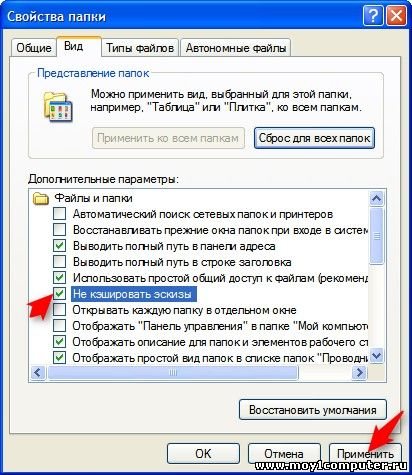 Свойства папки
Общие Вид Типы файлов Автономные файлы
Представление папок
Можно применить вид, выбранный для этой папки,
например, "Таблица" или "Плитка", ко всем папкам.
Применить ко всем папкам Сброс для всех папок
Дополнительные параметры:
Файлы и папки
Автоматический поиск сетевых папок и принтеров
Восстанавливать прежние окна папок при входе в систем
Выводить полный путь в панели адреса
Выводить полный путь в строке заголовка
Использовать простой общий доступ к файлам (рекоменд
Не кэшировать эскизы
Открывать каждую папку в отдельном окне
Отображать "Панель управления" в папке "Мой компьют
Отображать описание для папок и элементов рабочего ст
Отображать простой вид папок в списке папок "Проводни
Восстановить умолчания
ОК Отмена Применить
www.moy1computer.ru